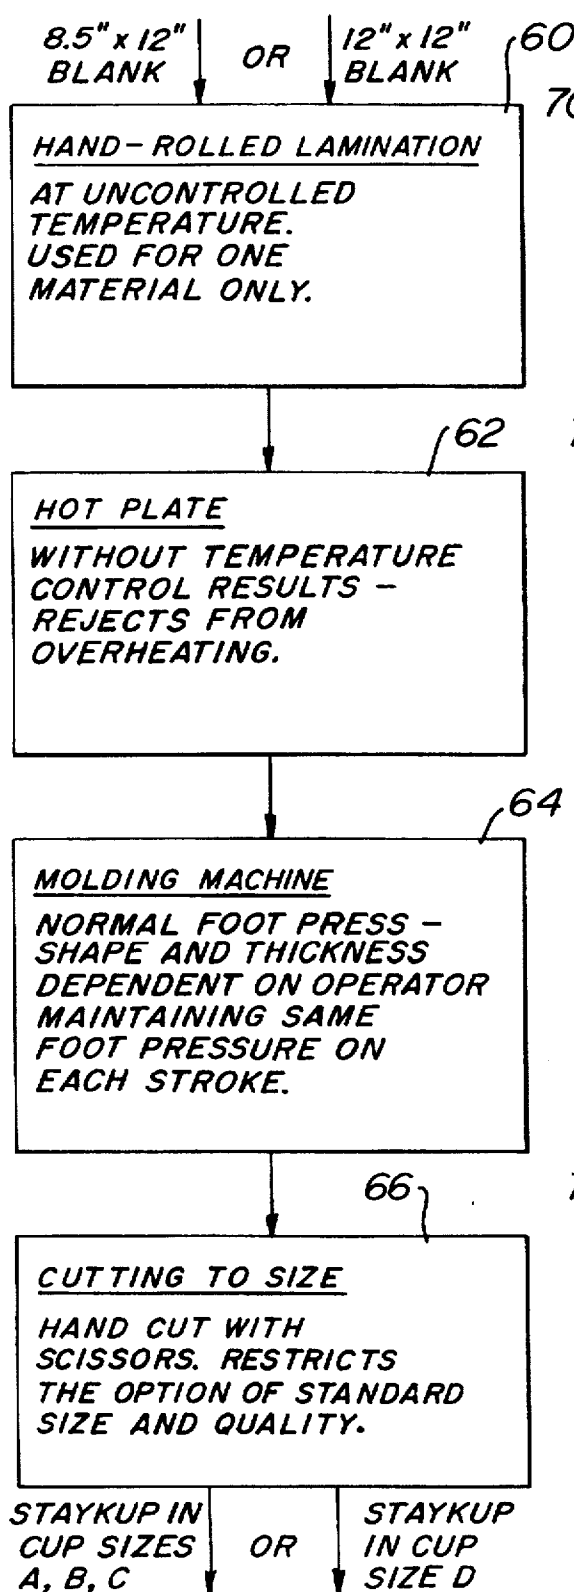 8.5" x 12" BLANK OR 12" x 12" BLANK
60
HAND-ROLLED LAMINATION
AT UNCONTROLLED
TEMPERATURE.
USED FOR ONE
MATERIAL ONLY.
62
HOT PLATE
WITHOUT TEMPERATURE
CONTROL RESULTS -
REJECTS FROM
OVERHEATING.
64
MOLDING MACHINE
NORMAL FOOT PRESS -
SHAPE AND THICKNESS
DEPENDENT ON OPERATOR
MAINTAINING SAME
FOOT PRESSURE ON
EACH STROKE.
66
CUTTING TO SIZE
HAND CUT WITH
SCISSORS. RESTRICTS
THE OPTION OF STANDARD
SIZE AND QUALITY.
STAYKUP IN
CUP SIZES
A, B, C
OR
STAYKUP
IN CUP
SIZE D